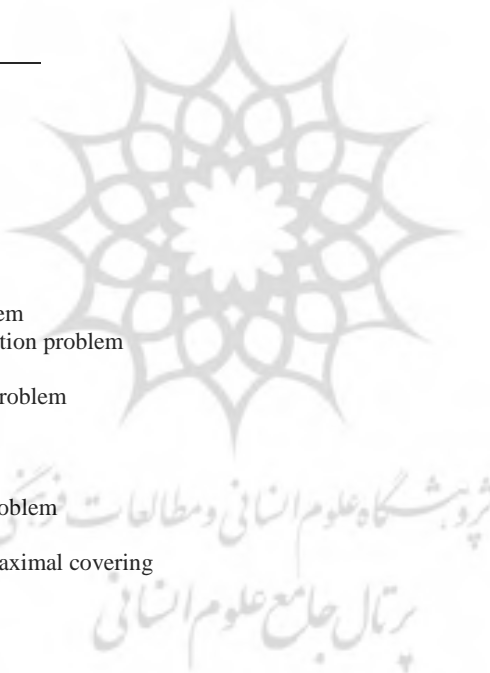 em
tion problem
roblem
oblem
پژوهشگاه علوم انسانی و مطالعات فرهنگی
aximal covering
پرتال جامع علوم انسانی